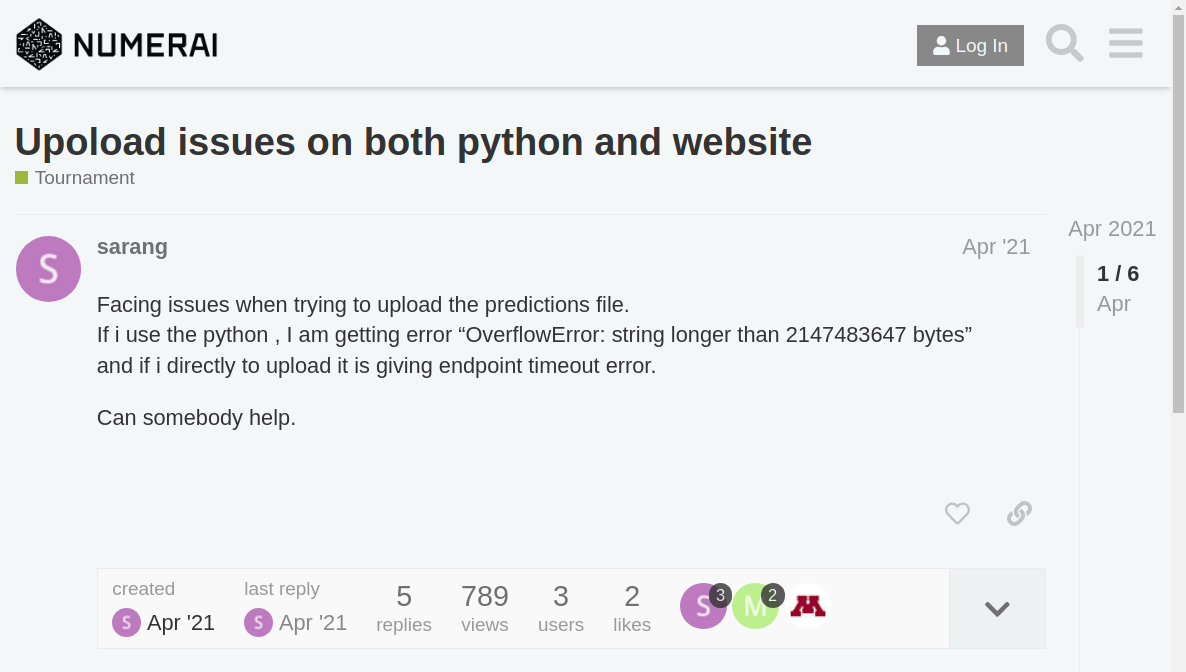 NUMERAI
Log In
Upoload issues on both python and website
Tournament
S
sarang
Apr '21
Facing issues when trying to upload the predictions file.
If i use the python , I am getting error “OverflowError: string longer than 2147483647 bytes”
and if i directly to upload it is giving endpoint timeout error.
Can somebody help.
Apr 2021
1 / 6
Apr
created
S Apr '21
last reply
S Apr '21
5
replies
789
views
3
users
2
likes
S 3
M 2
M